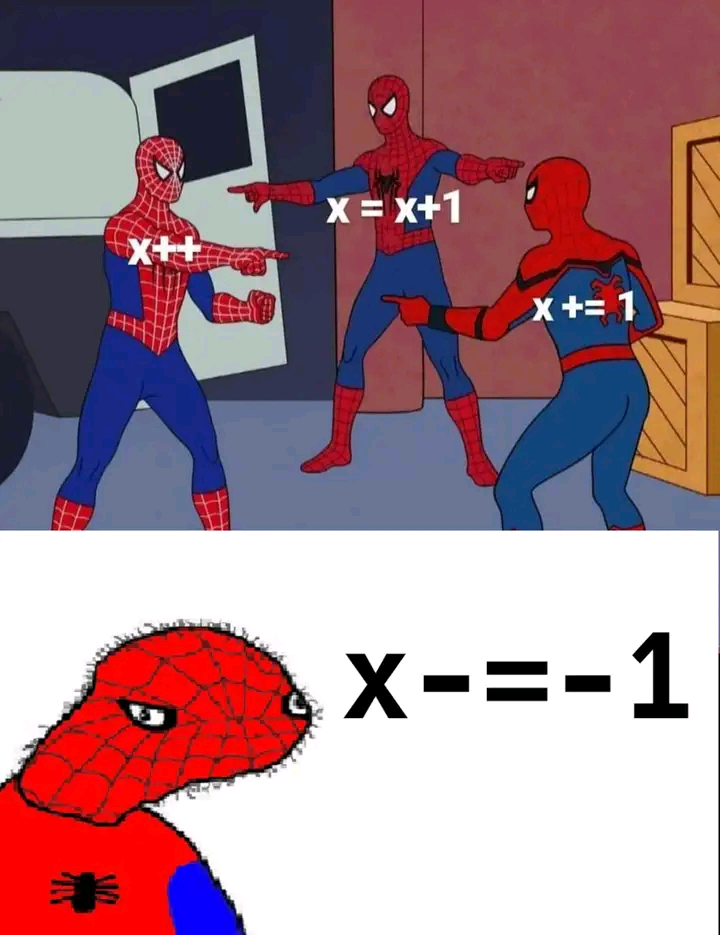 x = x+1
x++
x += 1
x-=-1